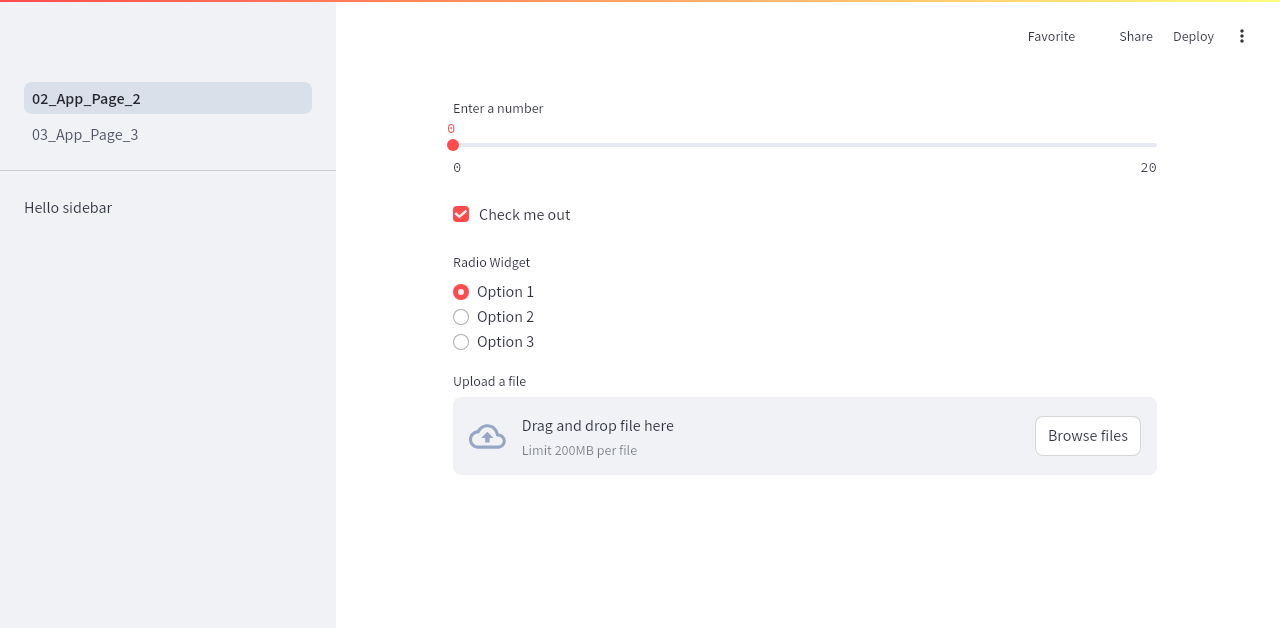 Favorite Share Deploy
02_App_Page_2
03_App_Page_3
Hello sidebar
Enter a number
0
0 20
Check me out
Radio Widget
Option 1
Option 2
Option 3
Upload a file
Drag and drop file here
Limit 200MB per file
Browse files